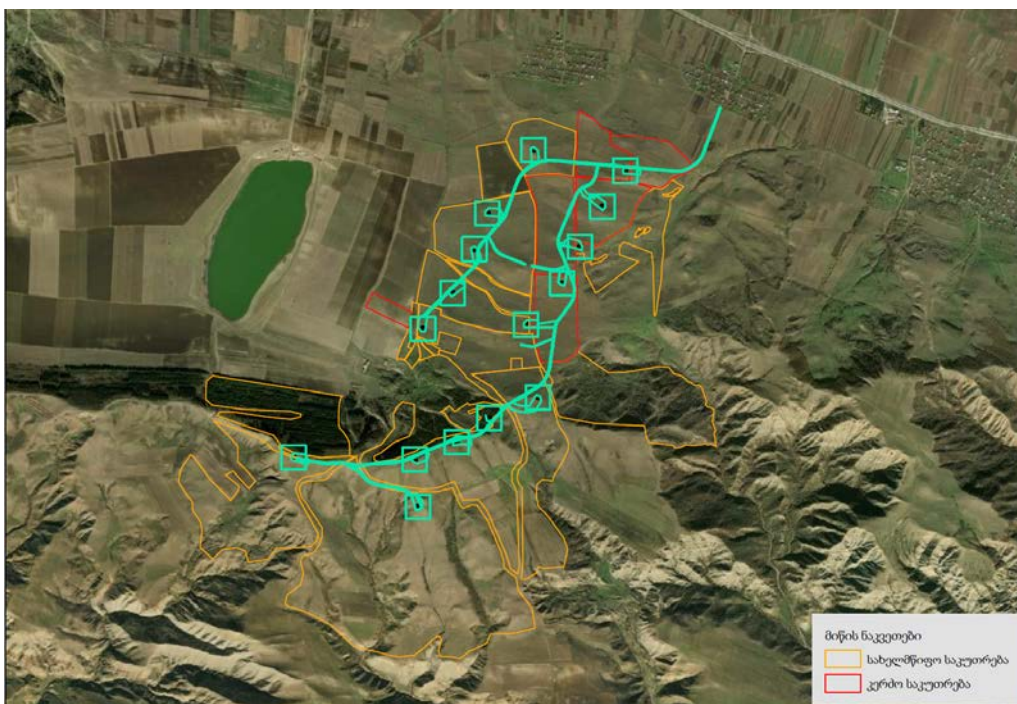 მიწის ნაკვეთები
სახელმწიფო საკუთრება
კერძო საკუთრება